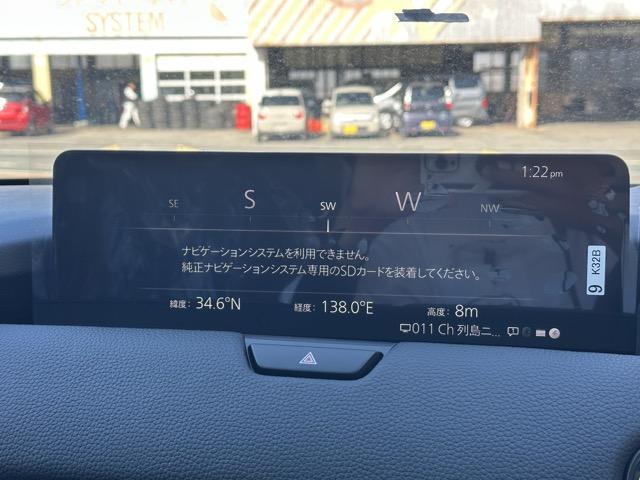 SYSTEM
1:22pm
SE S SW W NW
ナビゲーションシステムを利用できません。
純正ナビゲーションシステム専用のSDカードを装着してください。
緯度: 34.6°N 経度: 138.0°E 高度: 8m
011 Ch 列島ニ...
9 K32B